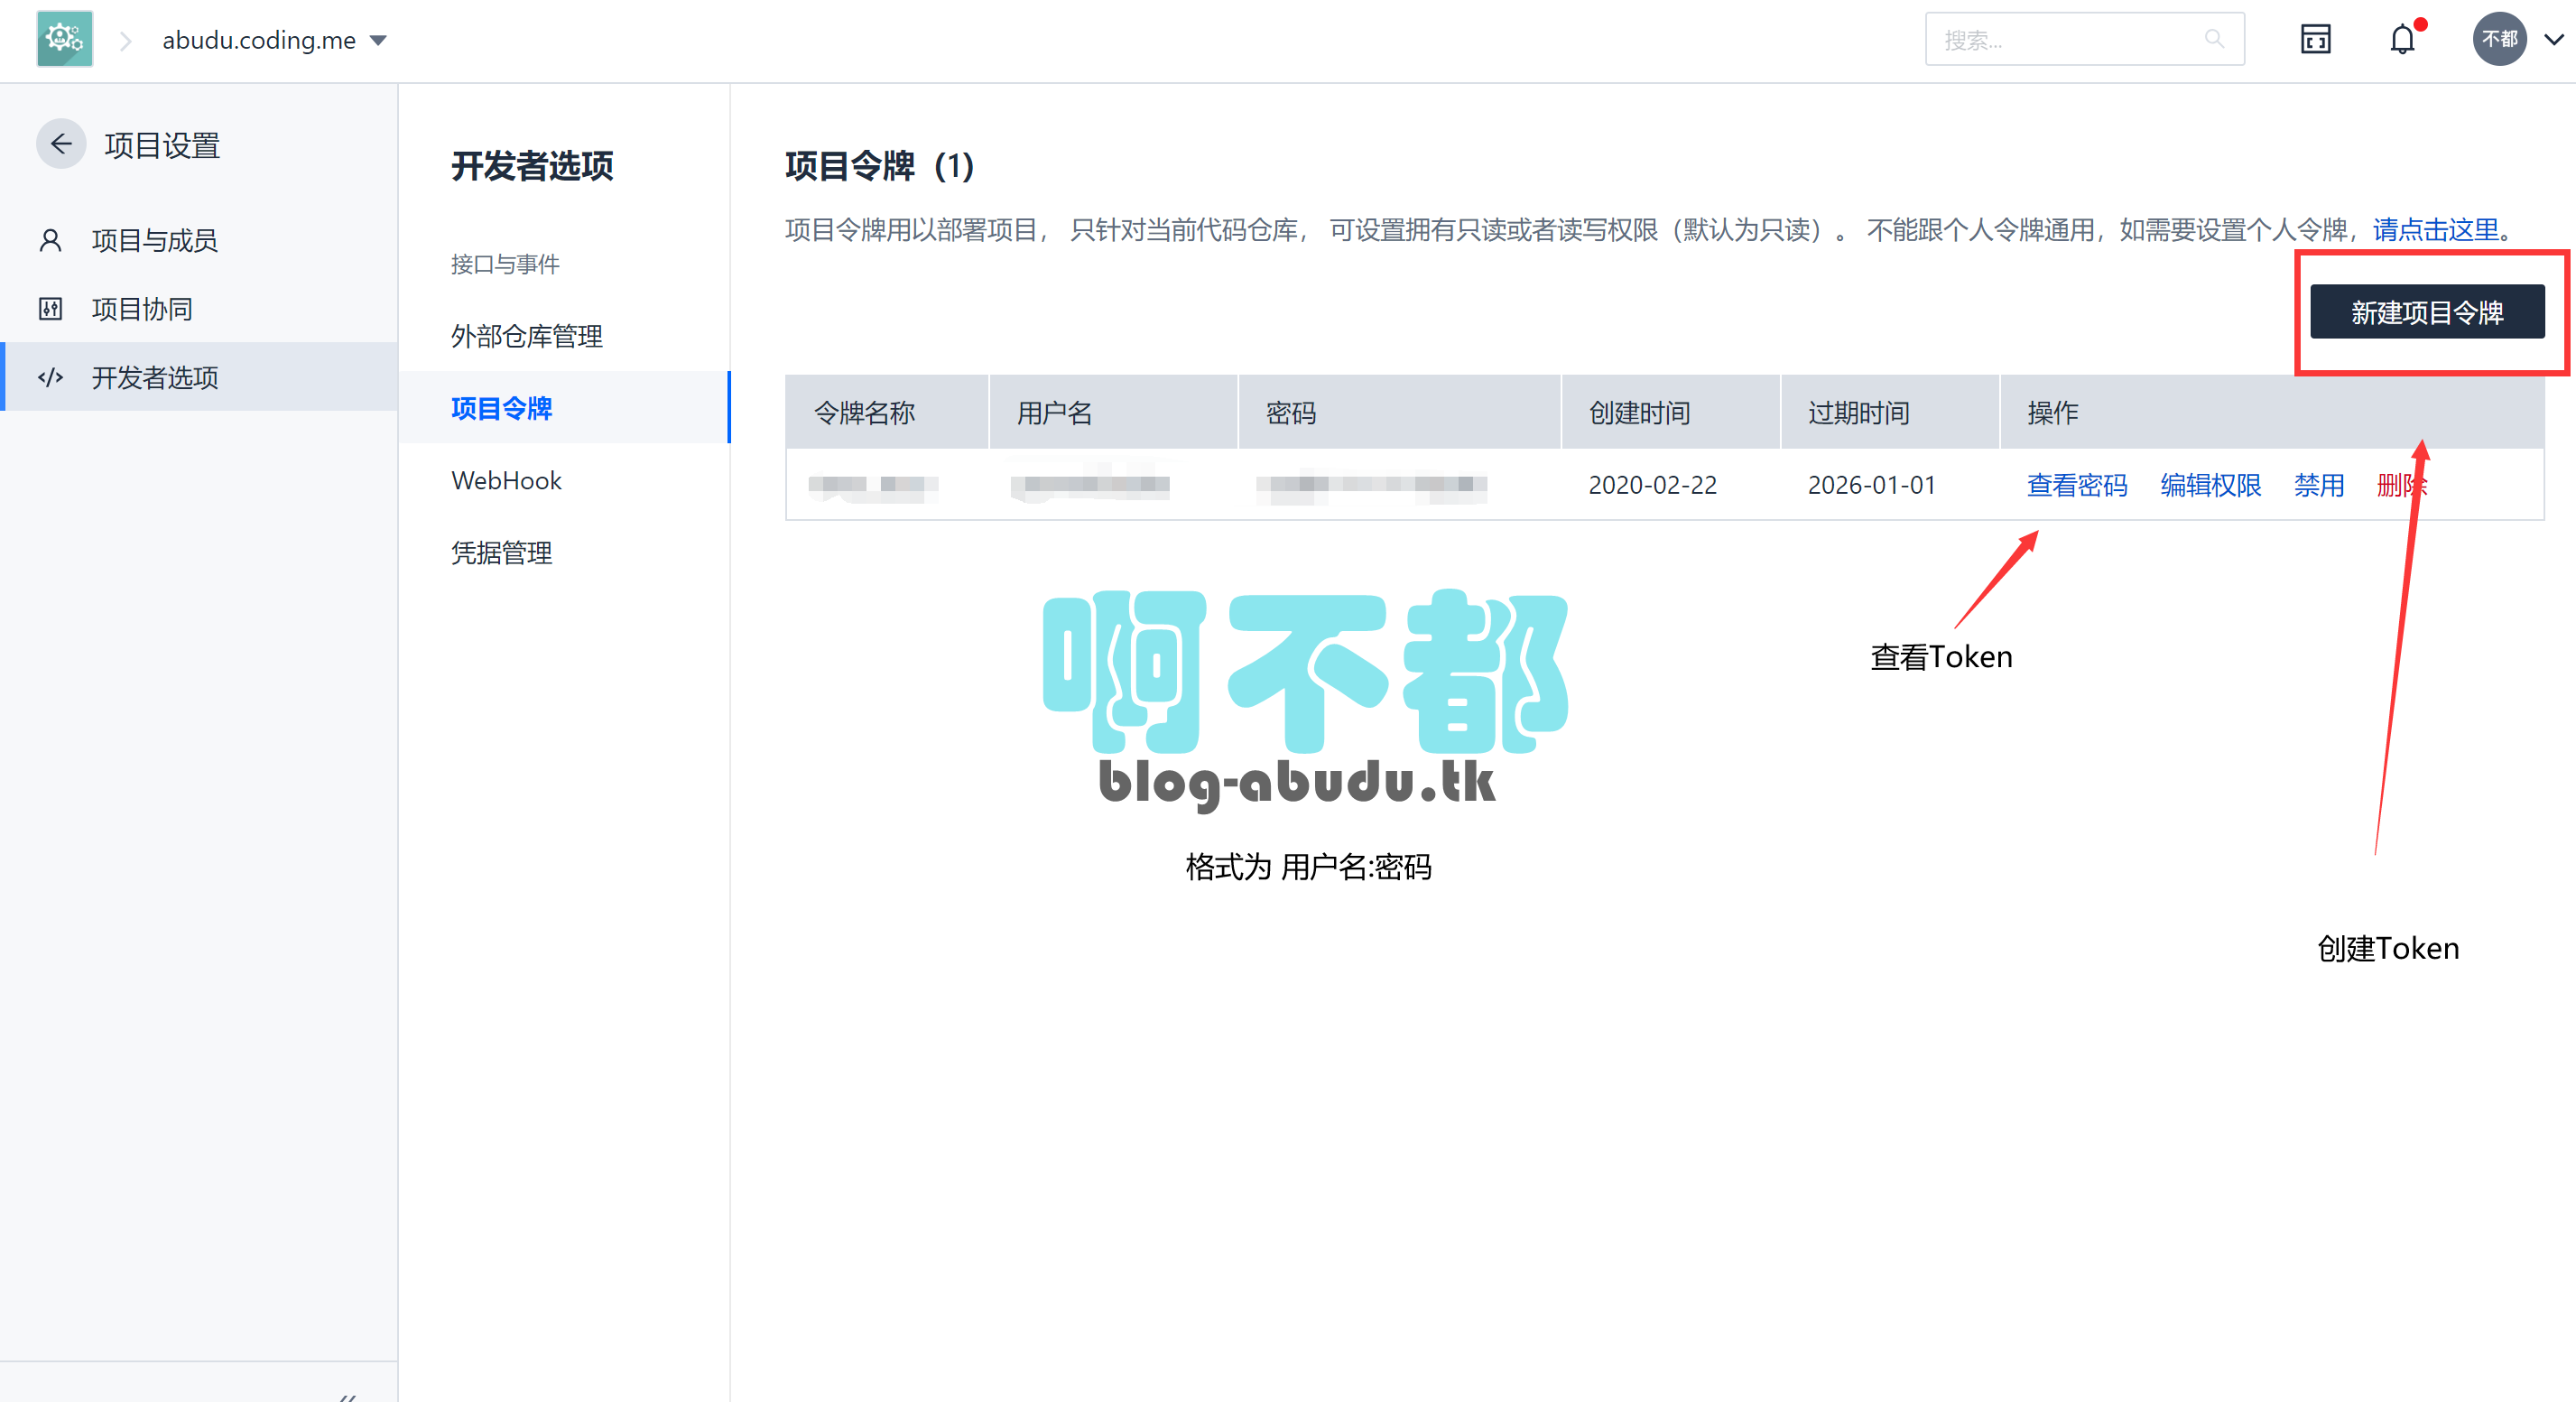 abudu.coding.me
搜索...
不都
项目设置
项目与成员
项目协同
开发者选项
开发者选项
接口与事件
外部仓库管理
项目令牌
WebHook
凭据管理
项目令牌（1）
项目令牌用以部署项目， 只针对当前代码仓库， 可设置拥有只读或者读写权限（默认为只读）。 不能跟个人令牌通用，如需要设置个人令牌，请点击这里。
新建项目令牌
令牌名称 用户名 密码 创建时间 过期时间 操作
2020-02-22 2026-01-01 查看密码 编辑权限 禁用 删除
查看Token
啊不都
blog-abudu.tk
格式为 用户名:密码
创建Token